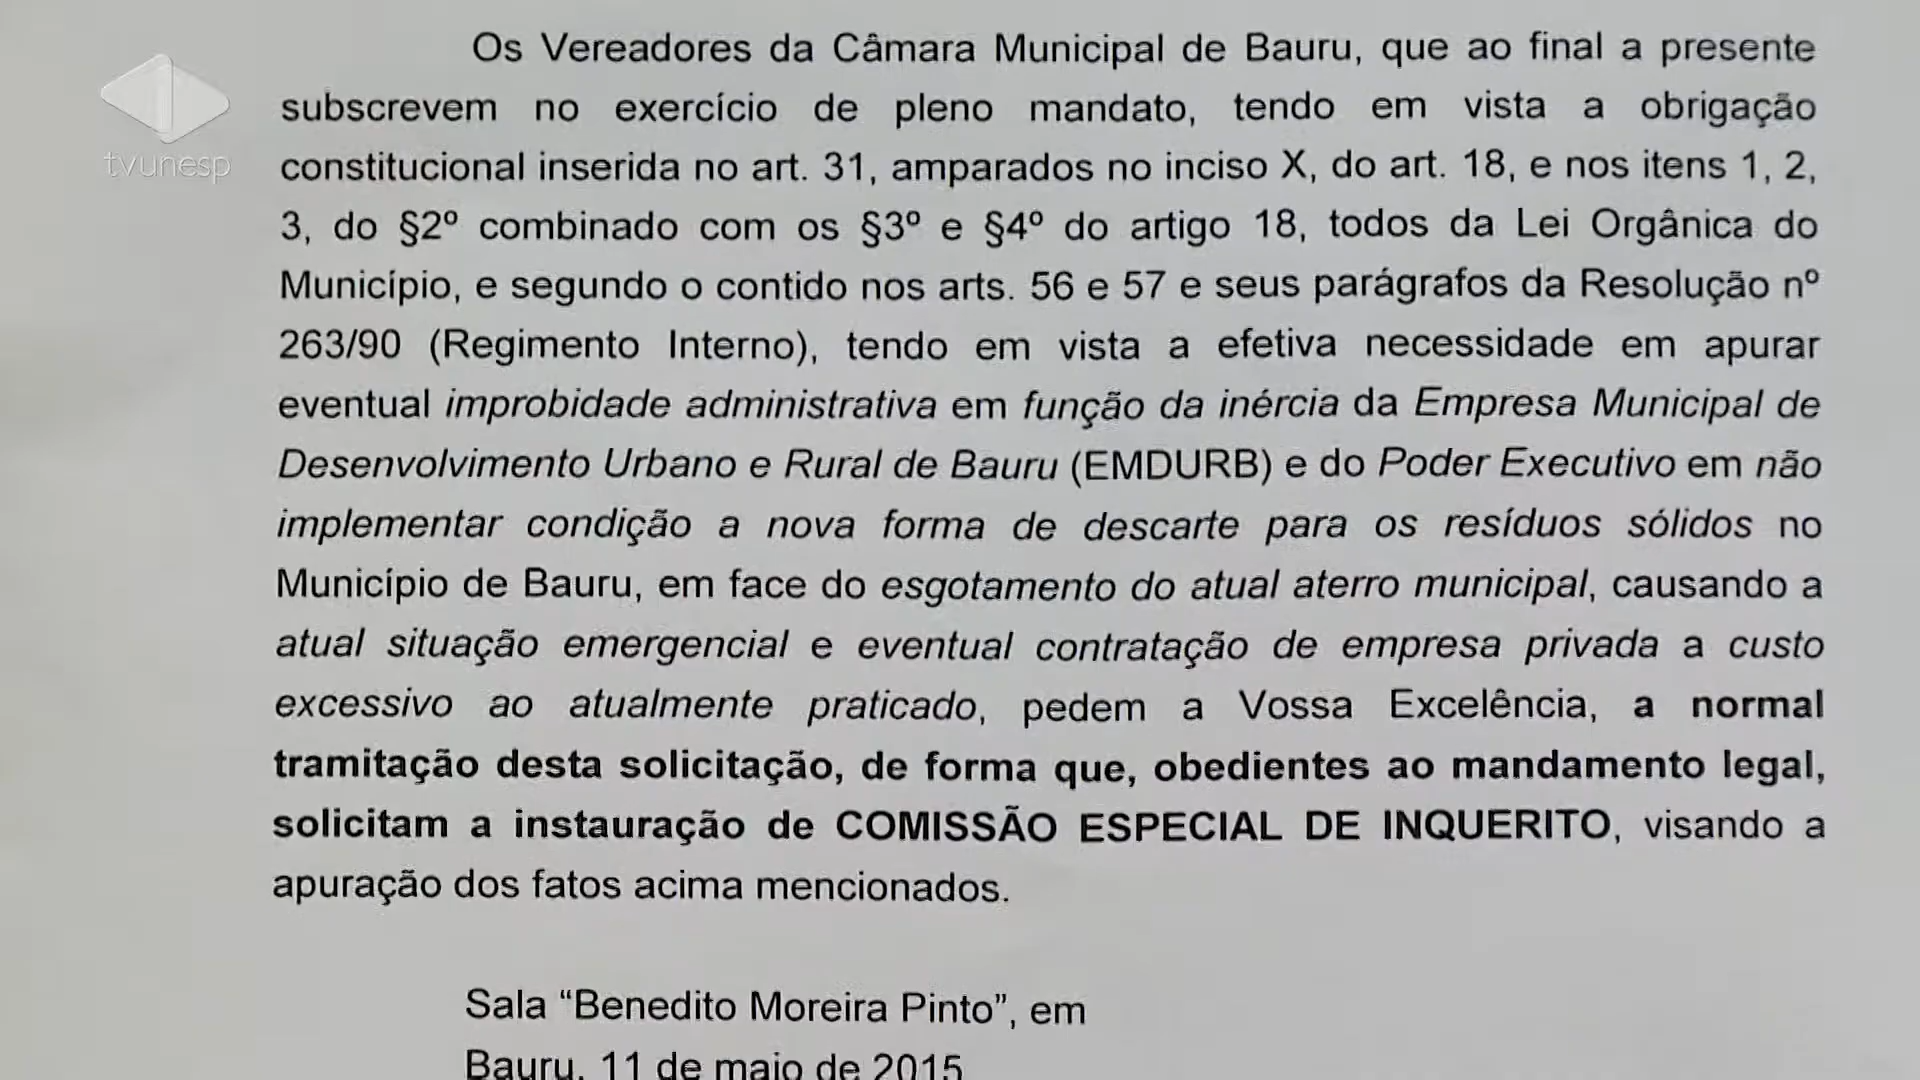 Os Vereadores da Câmara Municipal de Bauru, que ao final a presente
subscrevem no exercício de pleno mandato, tendo em vista a obrigação
constitucional inserida no art. 31, amparados no inciso X, do art. 18, e nos itens 1, 2,
3, do §2º combinado com os §3º e §4º do artigo 18, todos da Lei Orgânica do
Município, e segundo o contido nos arts. 56 e 57 e seus parágrafos da Resolução nº
263/90 (Regimento Interno), tendo em vista a efetiva necessidade em apurar
eventual improbidade administrativa em função da inércia da Empresa Municipal de
Desenvolvimento Urbano e Rural de Bauru (EMDURB) e do Poder Executivo em não
implementar condição a nova forma de descarte para os resíduos sólidos no
Município de Bauru, em face do esgotamento do atual aterro municipal, causando a
atual situação emergencial e eventual contratação de empresa privada a custo
excessivo ao atualmente praticado, pedem a Vossa Excelência, a normal
tramitação desta solicitação, de forma que, obedientes ao mandamento legal,
solicitam a instauração de COMISSÃO ESPECIAL DE INQUERITO, visando a
apuração dos fatos acima mencionados.
Sala “Benedito Moreira Pinto”, em
Bauru, 11 de maio de 2015
tvunesp